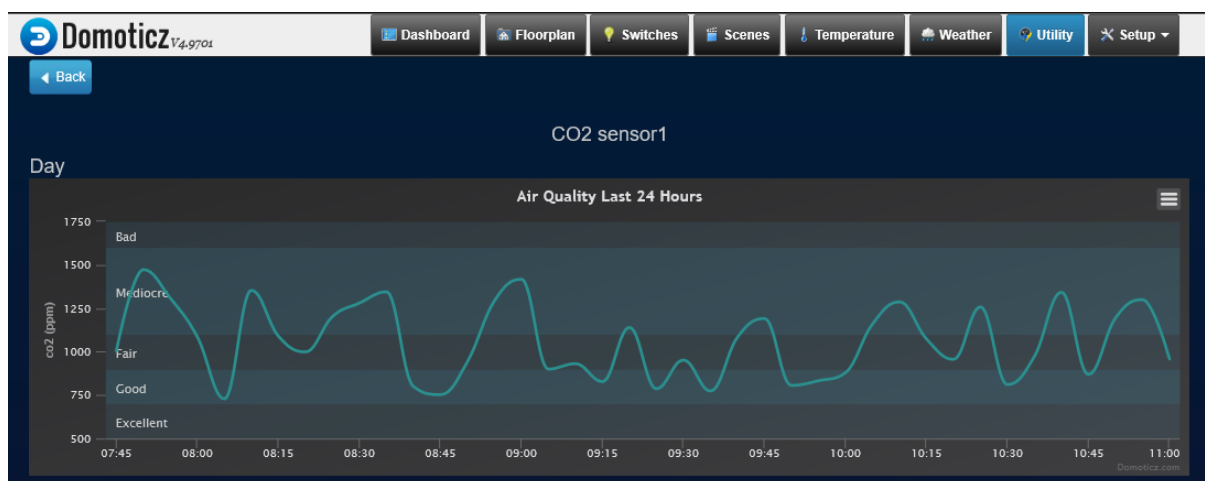 Domoticz V4.9701 Dashboard Floorplan Switches Scenes Temperature Weather Utility Setup
Back
CO2 sensor1
Day
Air Quality Last 24 Hours
1750
Bad
1500
Mediocre
1250
co2 (ppm)
1000
Fair
750
Good
Excellent
500
07:45 08:00 08:15 08:30 08:45 09:00 09:15 09:30 09:45 10:00 10:15 10:30 10:45 11:00
Domoticz.com